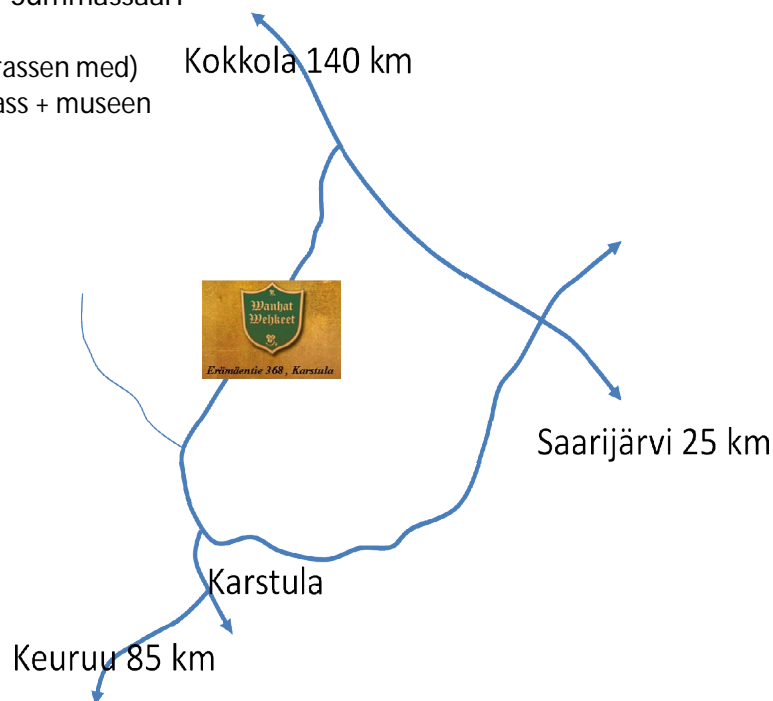 Kokkola 140 km
rassen med)
ass + museen
Wanhat
Wehkeet
Erämäentie 368, Karstula
Saarijärvi 25 km
Karstula
Keuruu 85 km